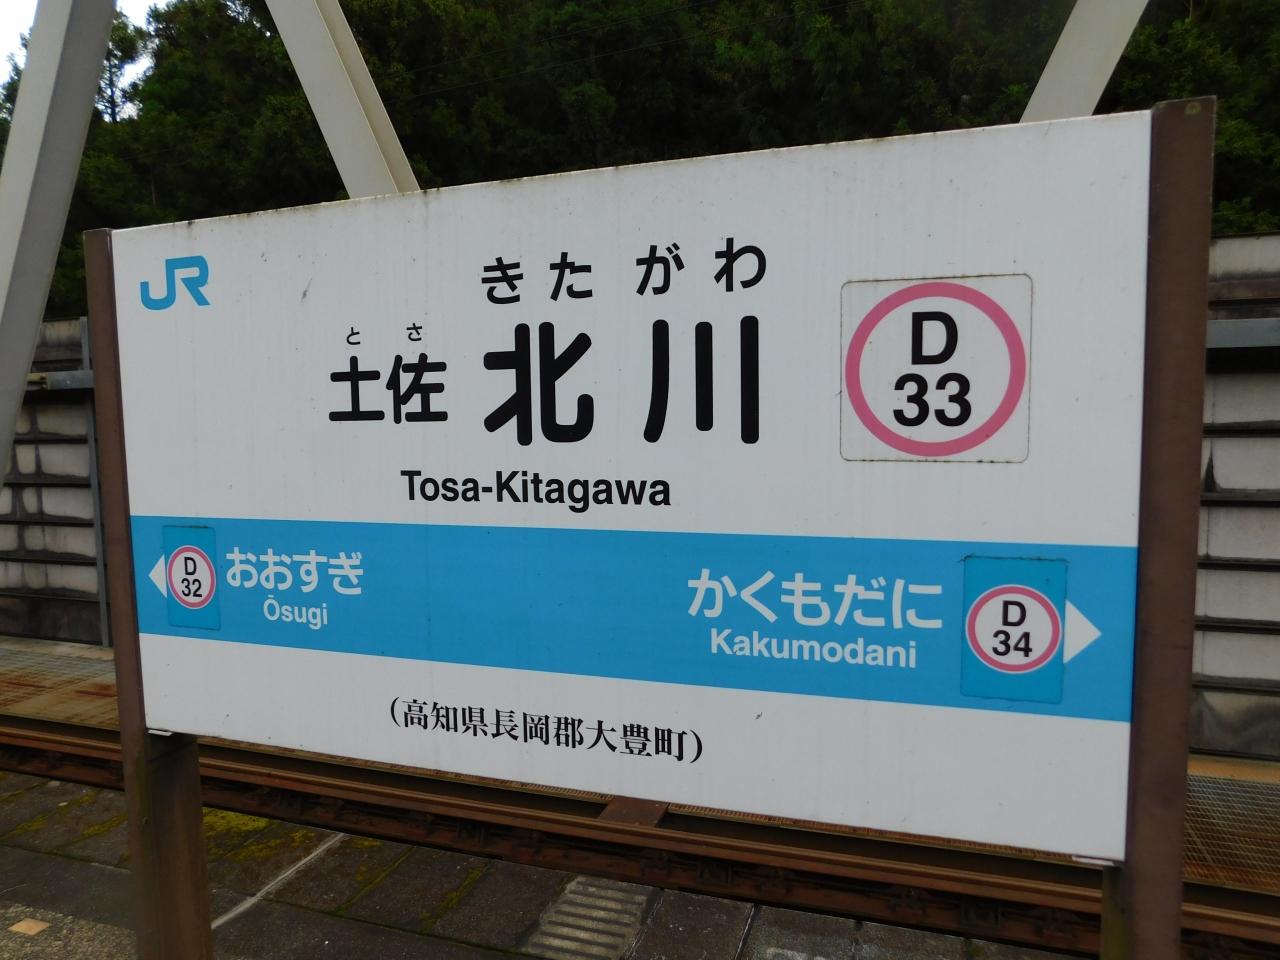 JR
きたがわ
とさ
土佐 北川
D
33
Tosa-Kitagawa
D
32
おおすぎ
Ōsugi
かくもだに
Kakumodani
D
34
(高知県長岡郡大豊町)